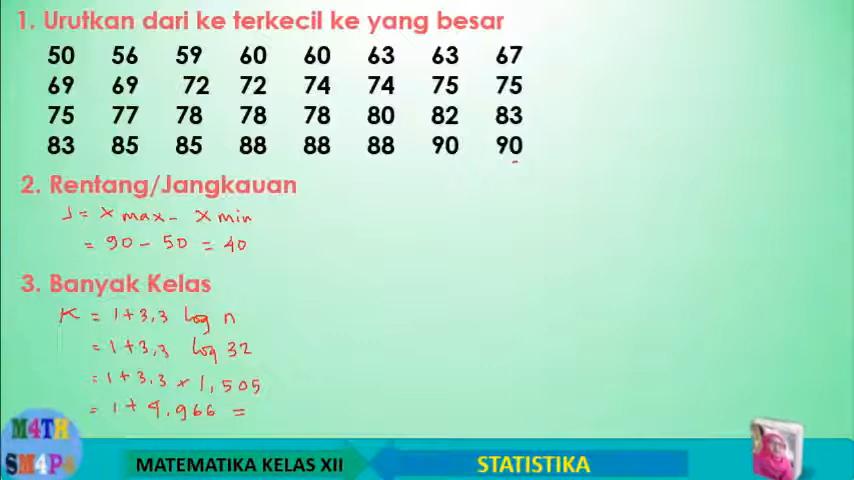 1. Urutkan dari ke terkecil ke yang besar
50 56 59 60 60 63 63 67
69 69 72 72 74 74 75 75
75 77 78 78 78 80 82 83
83 85 85 88 88 88 90 90
2. Rentang/Jangkauan
J = x max - x min
= 90 - 50 = 40
3. Banyak Kelas
K = 1 + 3,3 log n
= 1 + 3,3 log 32
= 1 + 3.3 × 1,505
= 1 + 4.966 =
M4TH
SM4P4
MATEMATIKA KELAS XII
STATISTIKA